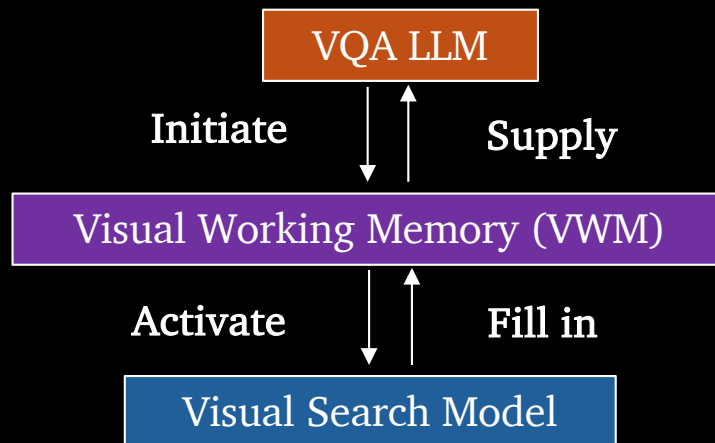 VQA LLM
Initiate
Supply
Visual Working Memory (VWM)
Activate
Fill in
Visual Search Model